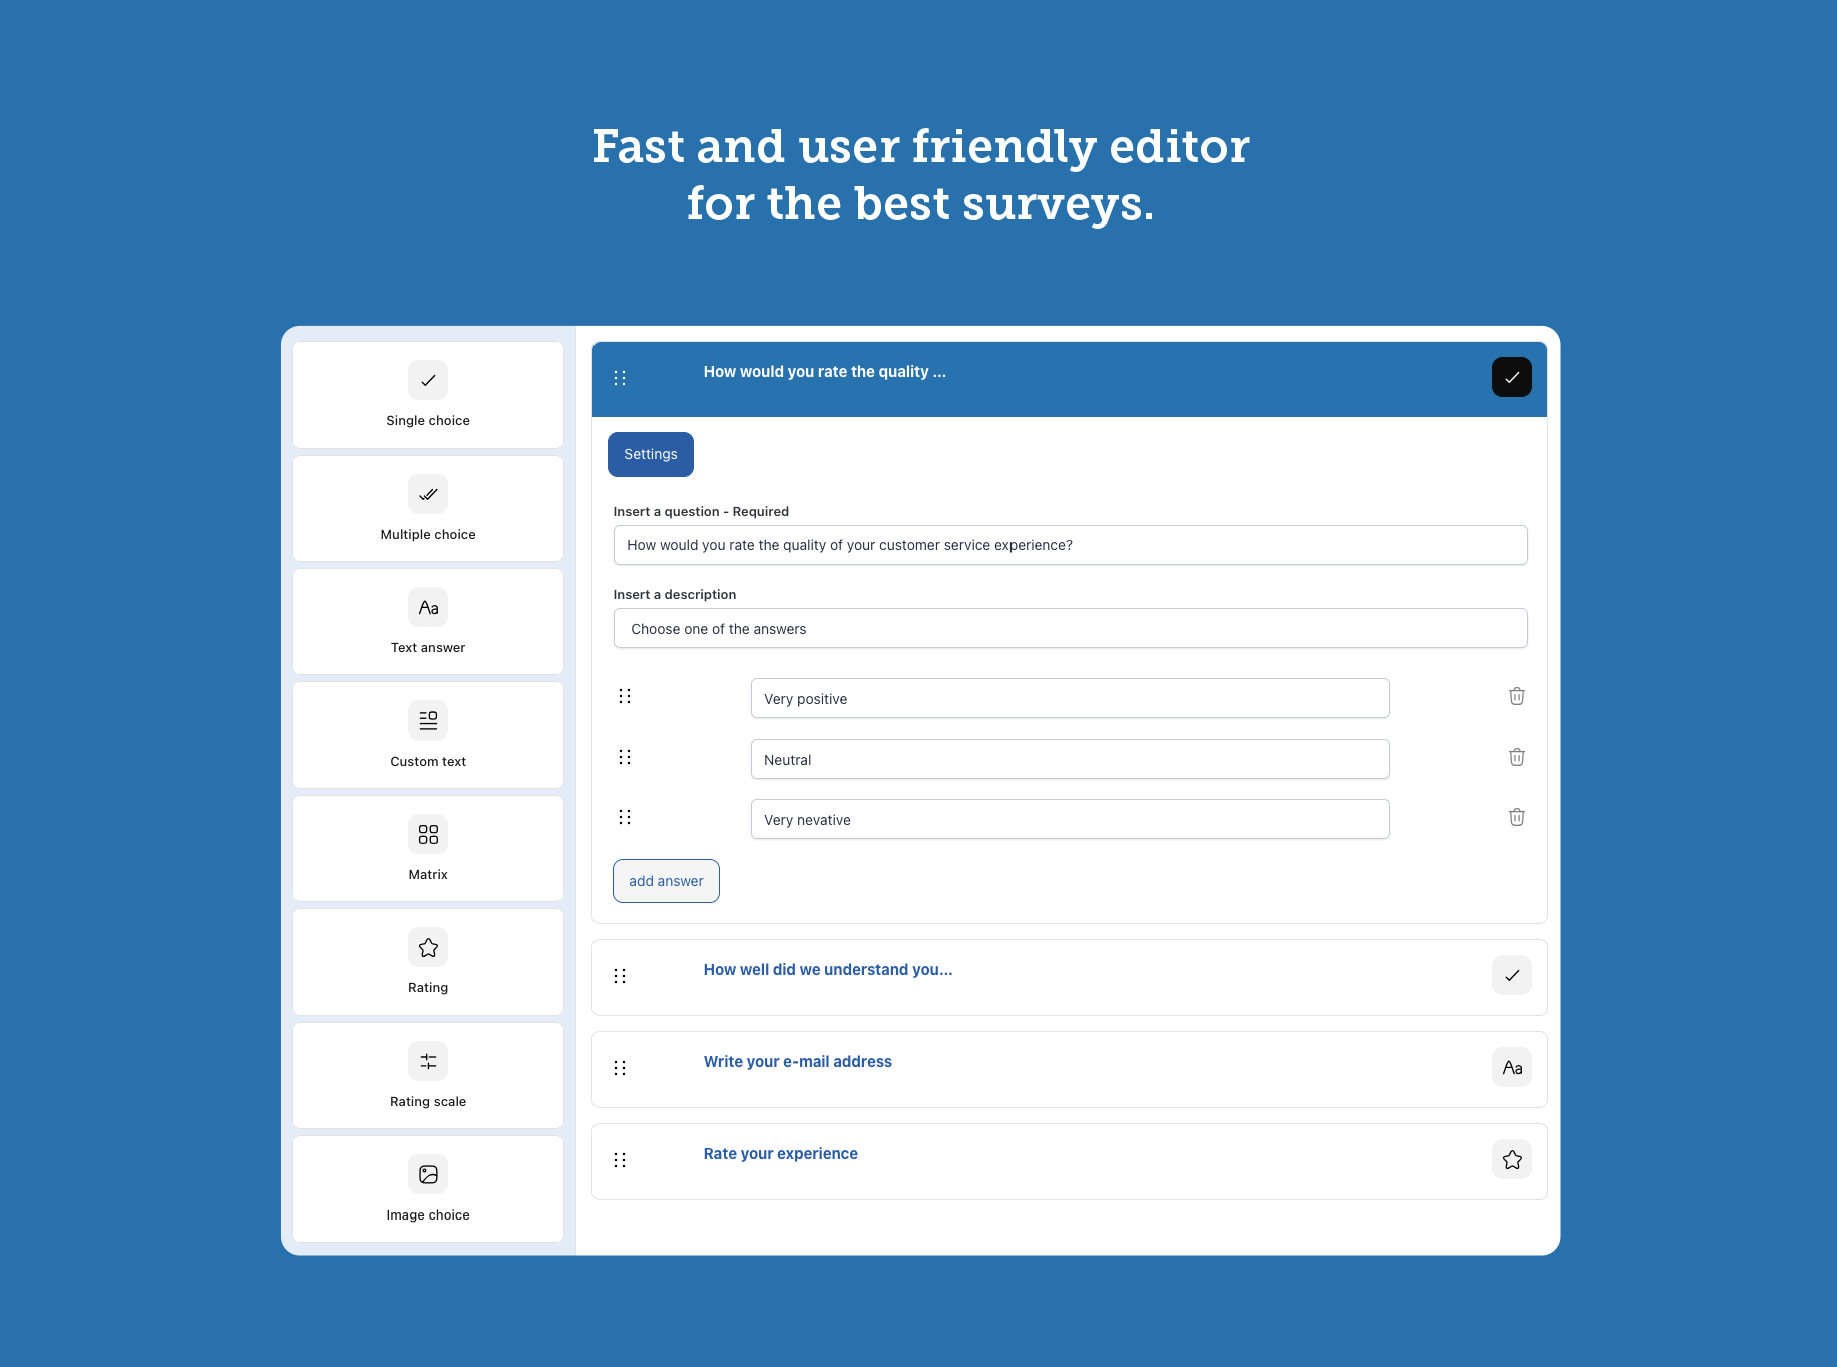 Fast and user friendly editor
for the best surveys.
Single choice
Multiple choice
Aa
Text answer
Custom text
Matrix
Rating
Rating scale
Image choice
How would you rate the quality ...
Settings
Insert a question - Required
How would you rate the quality of your customer service experience?
Insert a description
Choose one of the answers
Very positive
Neutral
Very nevative
add answer
How well did we understand you...
Write your e-mail address
Aa
Rate your experience